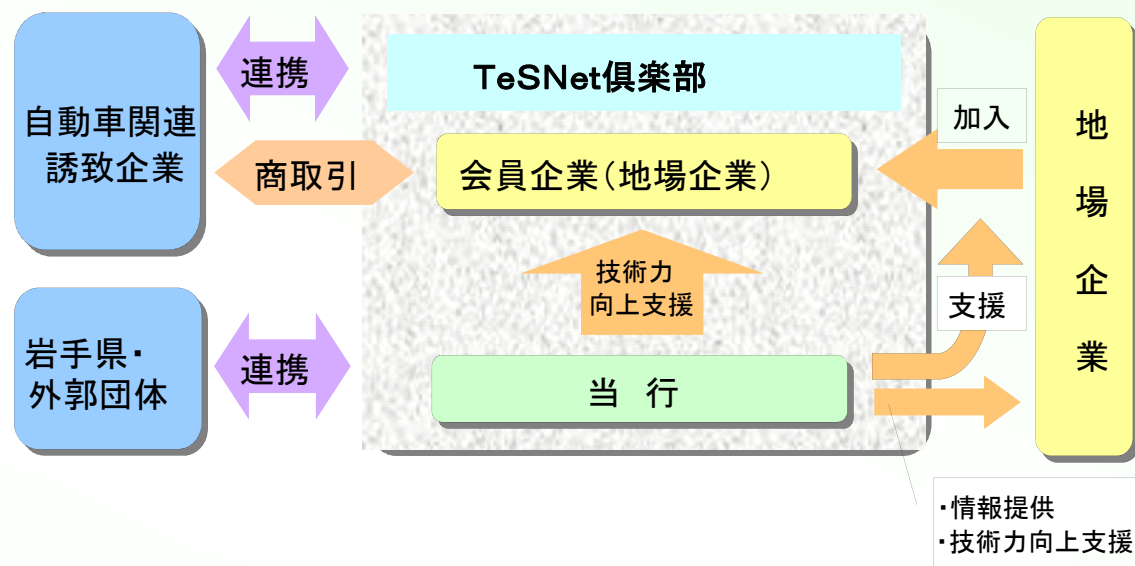 連携
TeSNet倶楽部
自動車関連
誘致企業
商取引
会員企業(地場企業)
加入
地
場
企
業
技術力
向上支援
支援
岩手県・
外郭団体
連携
当 行
・情報提供
・技術力向上支援